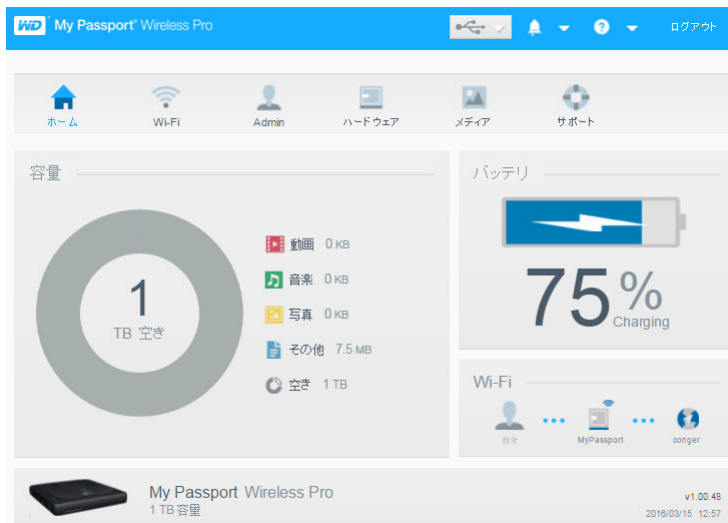 WD My Passport® Wireless Pro
ログアウト
ホーム Wi-Fi Admin ハードウェア メディア サポート
容量
1
TB 空き
動画 0 KB
音楽 0 KB
写真 0 KB
その他 7.5 MB
空き 1 TB
バッテリ
75%
Charging
Wi-Fi
自分 MyPassport conger
My Passport Wireless Pro
1 TB 容量
v1.00.48
2016/03/15 12:57